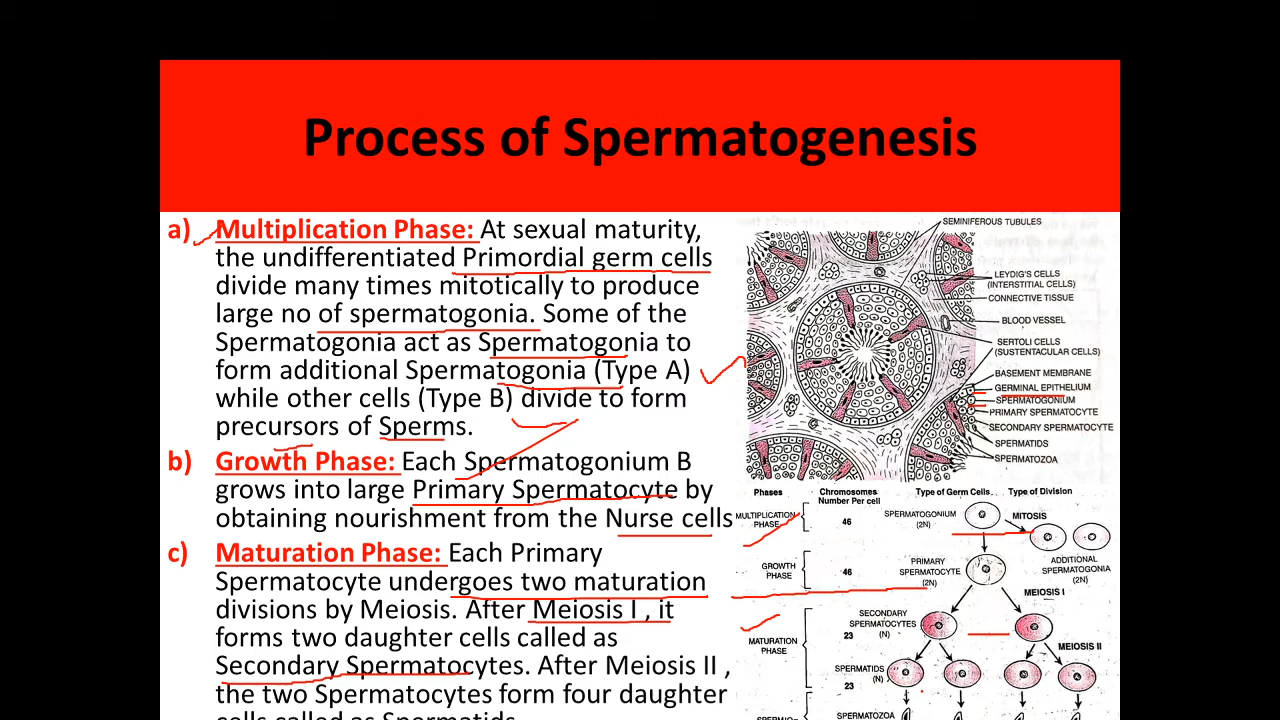 Process of Spermatogenesis
a) Multiplication Phase: At sexual maturity,
the undifferentiated Primordial germ cells
divide many times mitotically to produce
large no of spermatogonia. Some of the
Spermatogonia act as Spermatogonia to
form additional Spermatogonia (Type A)
while other cells (Type B) divide to form
precursors of Sperms.
b) Growth Phase: Each Spermatogonium B
grows into large Primary Spermatocyte by
obtaining nourishment from the Nurse cells
c) Maturation Phase: Each Primary
Spermatocyte undergoes two maturation
divisions by Meiosis. After Meiosis I , it
forms two daughter cells called as
Secondary Spermatocytes. After Meiosis II ,
the two Spermatocytes form four daughter
cells called as Spermatids.
SEMINIFEROUS TUBULES
LEYDIG'S CELLS
(INTERSTITIAL CELLS)
CONNECTIVE TISSUE
BLOOD VESSEL
SERTOLI CELLS
(SUSTENTACULAR CELLS)
BASEMENT MEMBRANE
GERMINAL EPITHELIUM
SPERMATOGONIUM
PRIMARY SPERMATOCYTE
SECONDARY SPERMATOCYTE
SPERMATIDS
SPERMATOZOA
Phases Chromosomes Type of Germ Cells Type of Division
Number Per cell
MULTIPLICATION
PHASE
46
SPERMATOGONIUM
(2N)
MITOSIS
GROWTH
PHASE
46
PRIMARY
SPERMATOCYTE
(2N)
ADDITIONAL
SPERMATOGONIA
(2N)
MEIOSIS I
MATURATION
PHASE
SECONDARY
SPERMATOCYTES
(N)
23
MEIOSIS II
SPERMATIDS
(N)
23
SPERMATOZOA